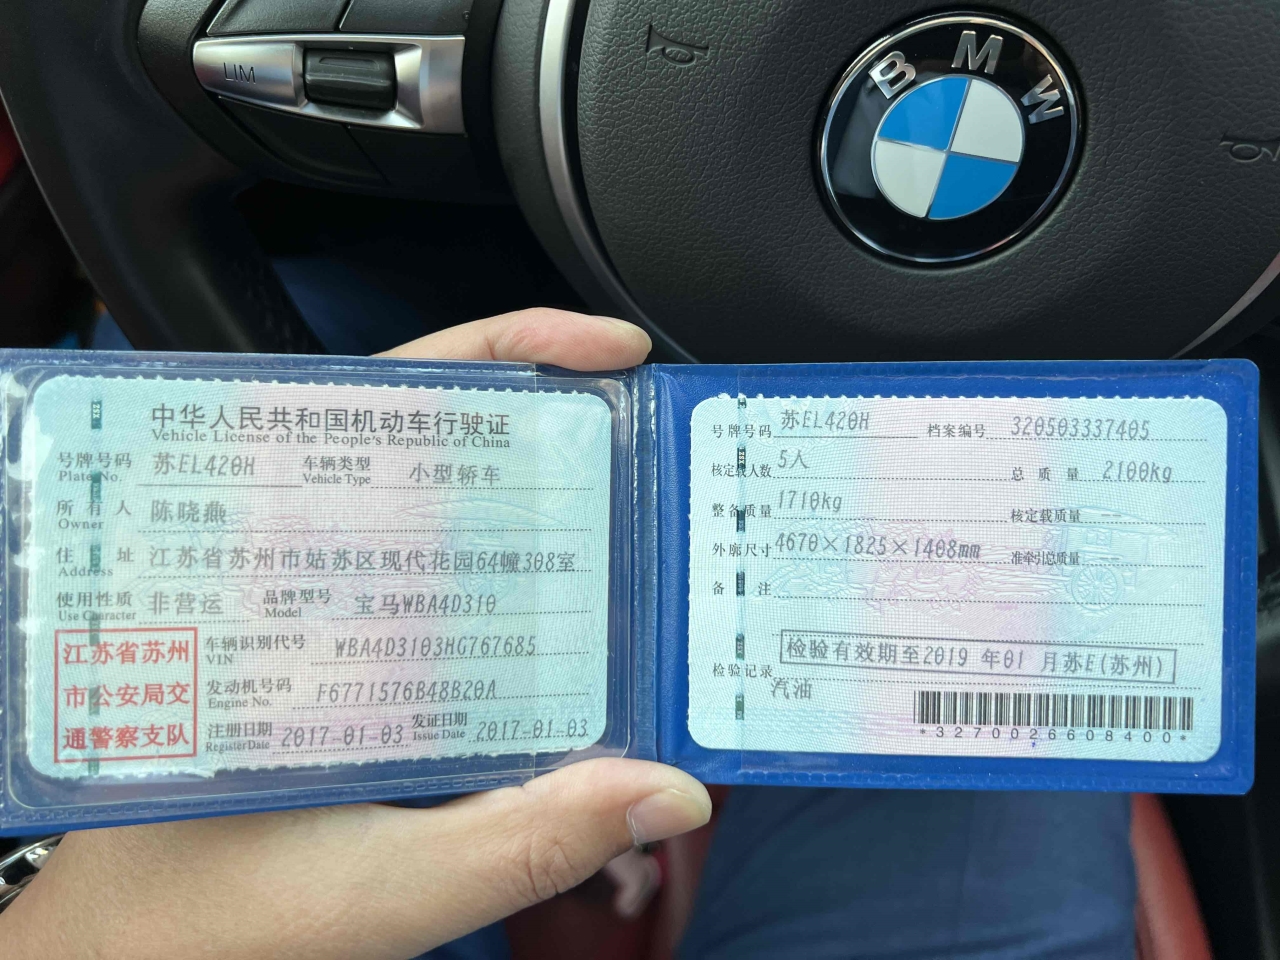 LIM
BMW
中华人民共和国机动车行驶证
Vehicle License of the People's Republic of China
号牌号码 苏EL420H 车辆类型 小型轿车
Plate No. Vehicle Type
所有人 陈晓燕
Owner
住址 江苏省苏州市姑苏区现代花园64幢308室
Address
使用性质 非营运 品牌型号 宝马WBA4D310
Use Character Model
江苏省苏州
市公安局交
通警察支队
车辆识别代号 WBA4D3103HG767685
VIN
发动机号码 F6771576B48B20A
Engine No.
注册日期 2017-01-03 发证日期 2017-01-03
Register Date Issue Date
号牌号码 苏EL420H 档案编号 320503337405
核定载人数 5人 总质量 2100kg
整备质量 1710kg 核定载质量 --
外廓尺寸 4670×1825×1408mm 准牵引总质量
备注
检验有效期至2019 年01 月苏E(苏州)
检验记录
汽油
*3270026608400*